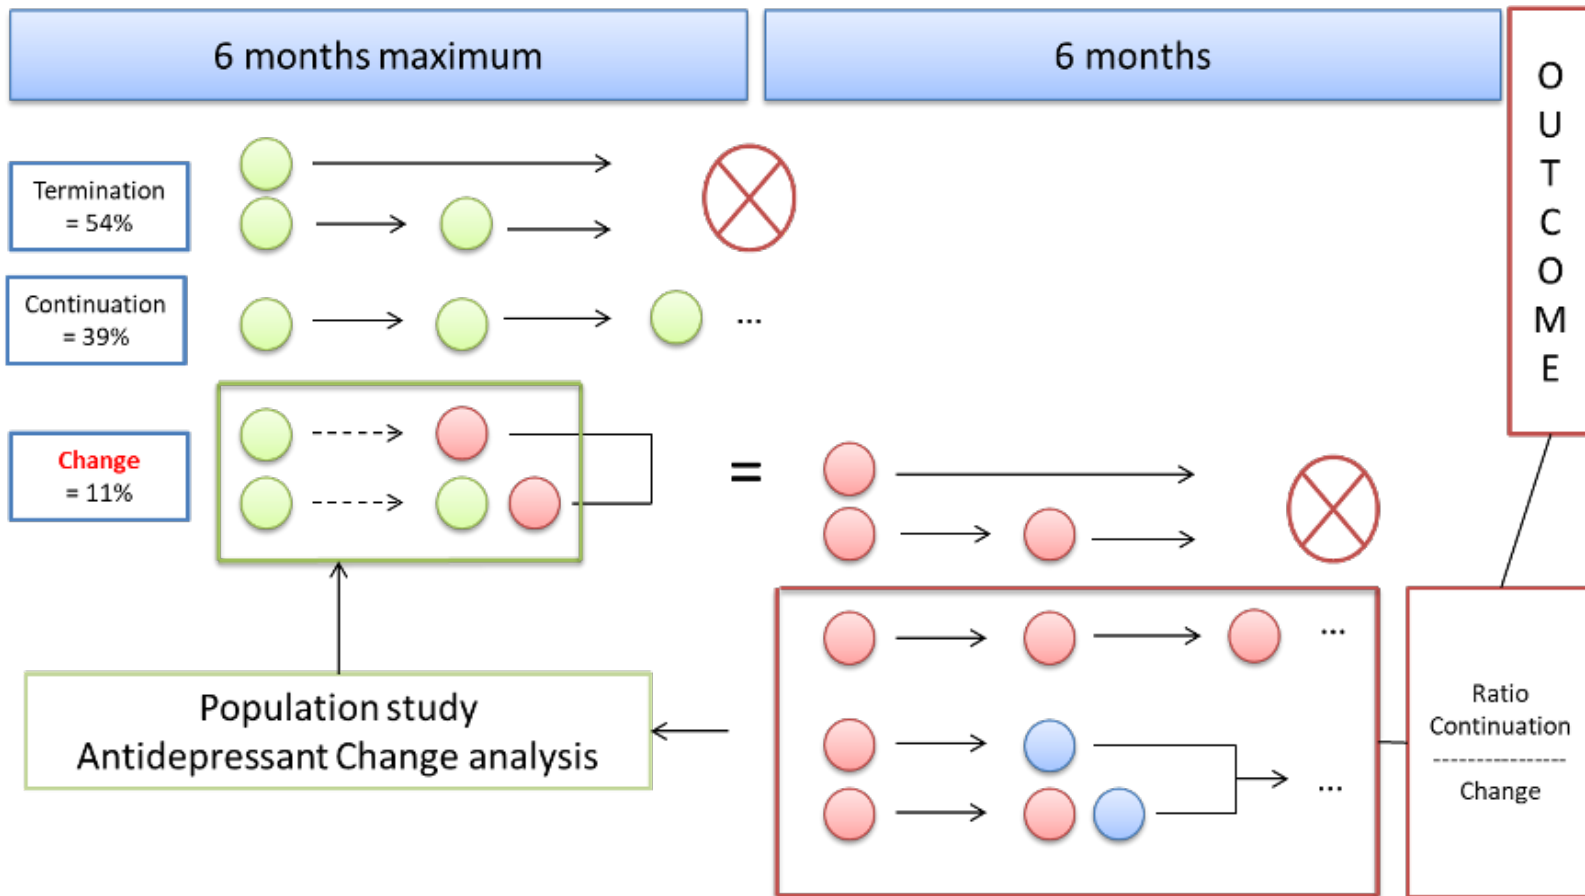 6 months maximum
6 months
O
U
T
C
O
M
E
Termination
= 54%
Continuation
= 39%
...
Change
= 11%
=
...
Population study
Antidepressant Change analysis
...
Ratio
Continuation
----------------
Change